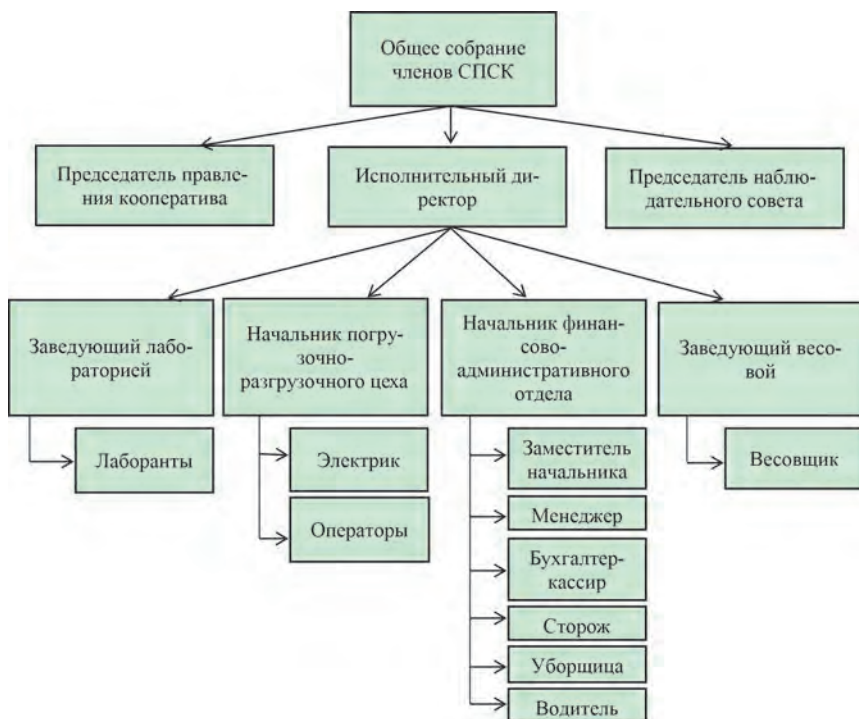 Общее собрание
членов СПСК
Председатель правле-
ния кооператива
Исполнительный ди-
ректор
Председатель наблю-
дательного совета
Заведующий лабо-
раторией
Начальник погру-
зочно-
разгрузочного цеха
Начальник финан-
сово-
административного
отдела
Заведующий весо-
вой
Лаборанты
Электрик
Операторы
Заместитель
начальника
Менеджер
Бухгалтер-
кассир
Сторож
Уборщица
Водитель
Весовщик